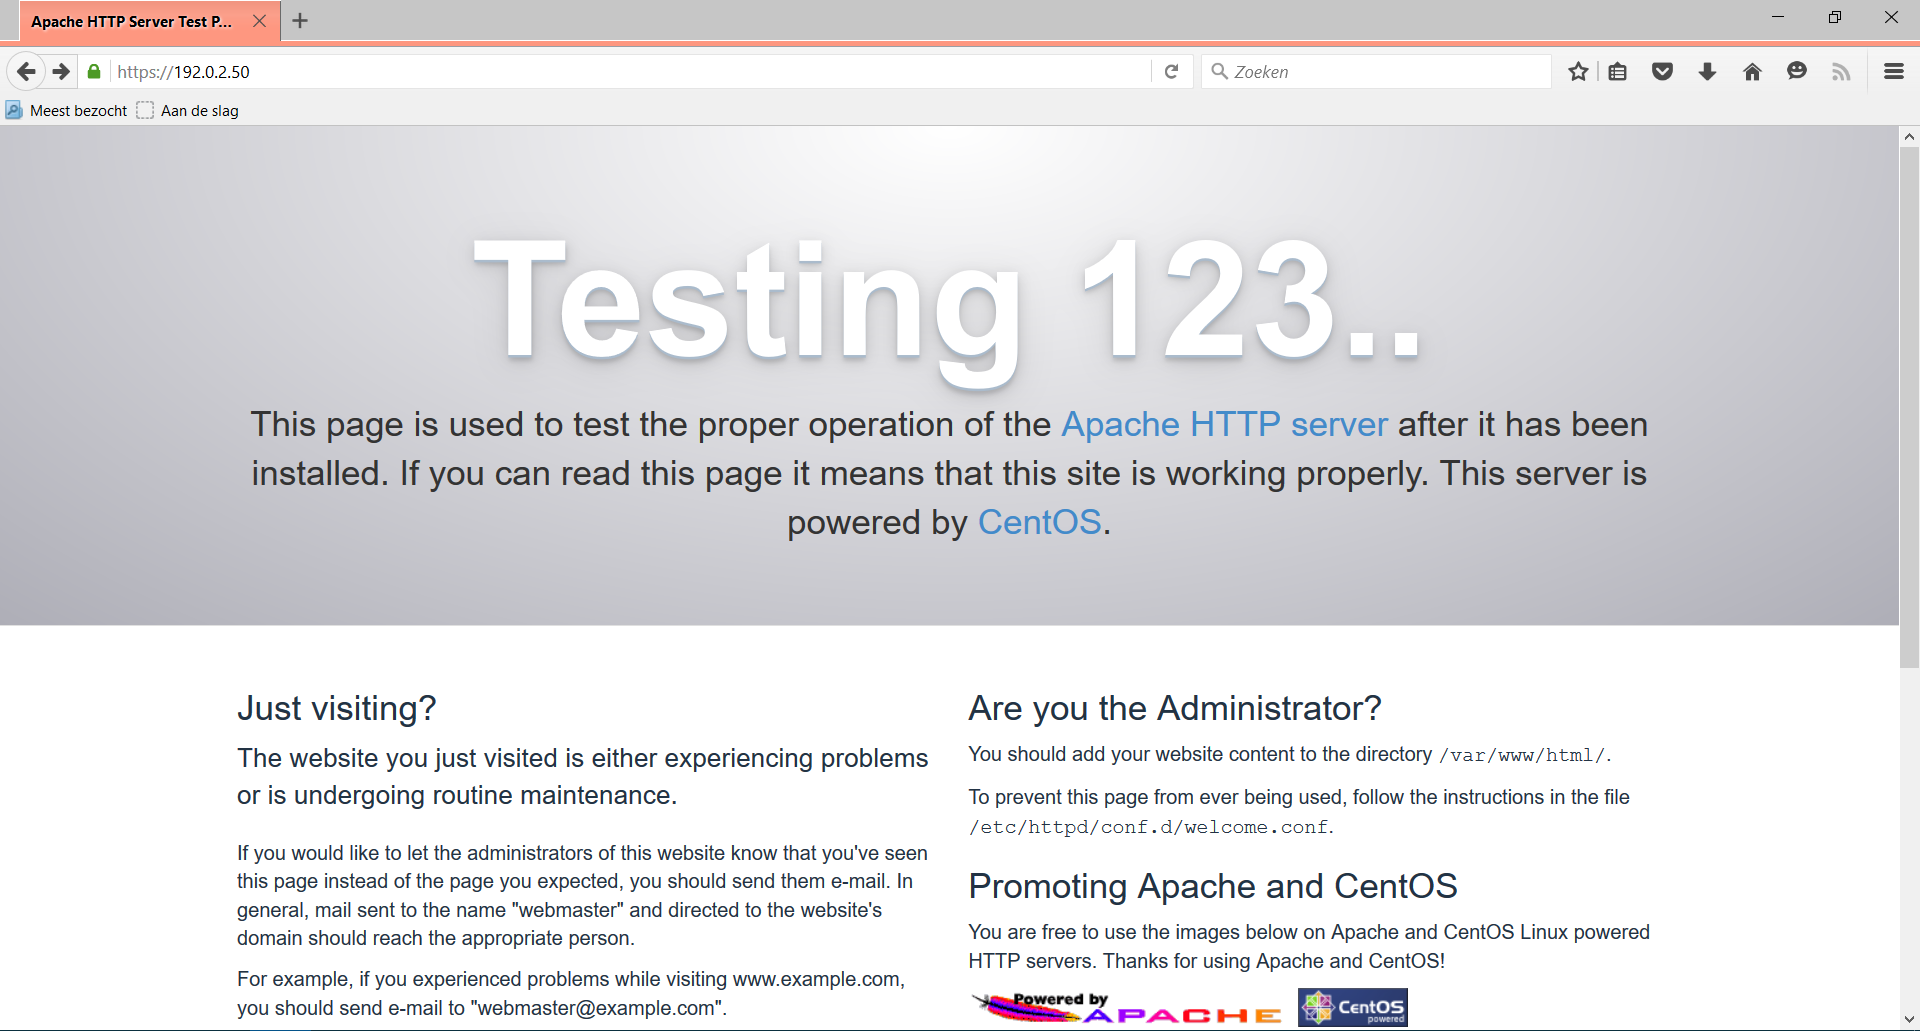 Apache HTTP Server Test P...
https://192.0.2.50
Zoeken
Meest bezocht
Aan de slag
Testing 123..
This page is used to test the proper operation of the Apache HTTP server after it has been
installed. If you can read this page it means that this site is working properly. This server is
powered by CentOS.
Just visiting?
The website you just visited is either experiencing problems
or is undergoing routine maintenance.
If you would like to let the administrators of this website know that you've seen
this page instead of the page you expected, you should send them e-mail. In
general, mail sent to the name "webmaster" and directed to the website's
domain should reach the appropriate person.
For example, if you experienced problems while visiting www.example.com,
you should send e-mail to "webmaster@example.com".
Are you the Administrator?
You should add your website content to the directory /var/www/html/.
To prevent this page from ever being used, follow the instructions in the file
/etc/httpd/conf.d/welcome.conf.
Promoting Apache and CentOS
You are free to use the images below on Apache and CentOS Linux powered
HTTP servers. Thanks for using Apache and CentOS!
Powered by
APACHE
CentOS
powered